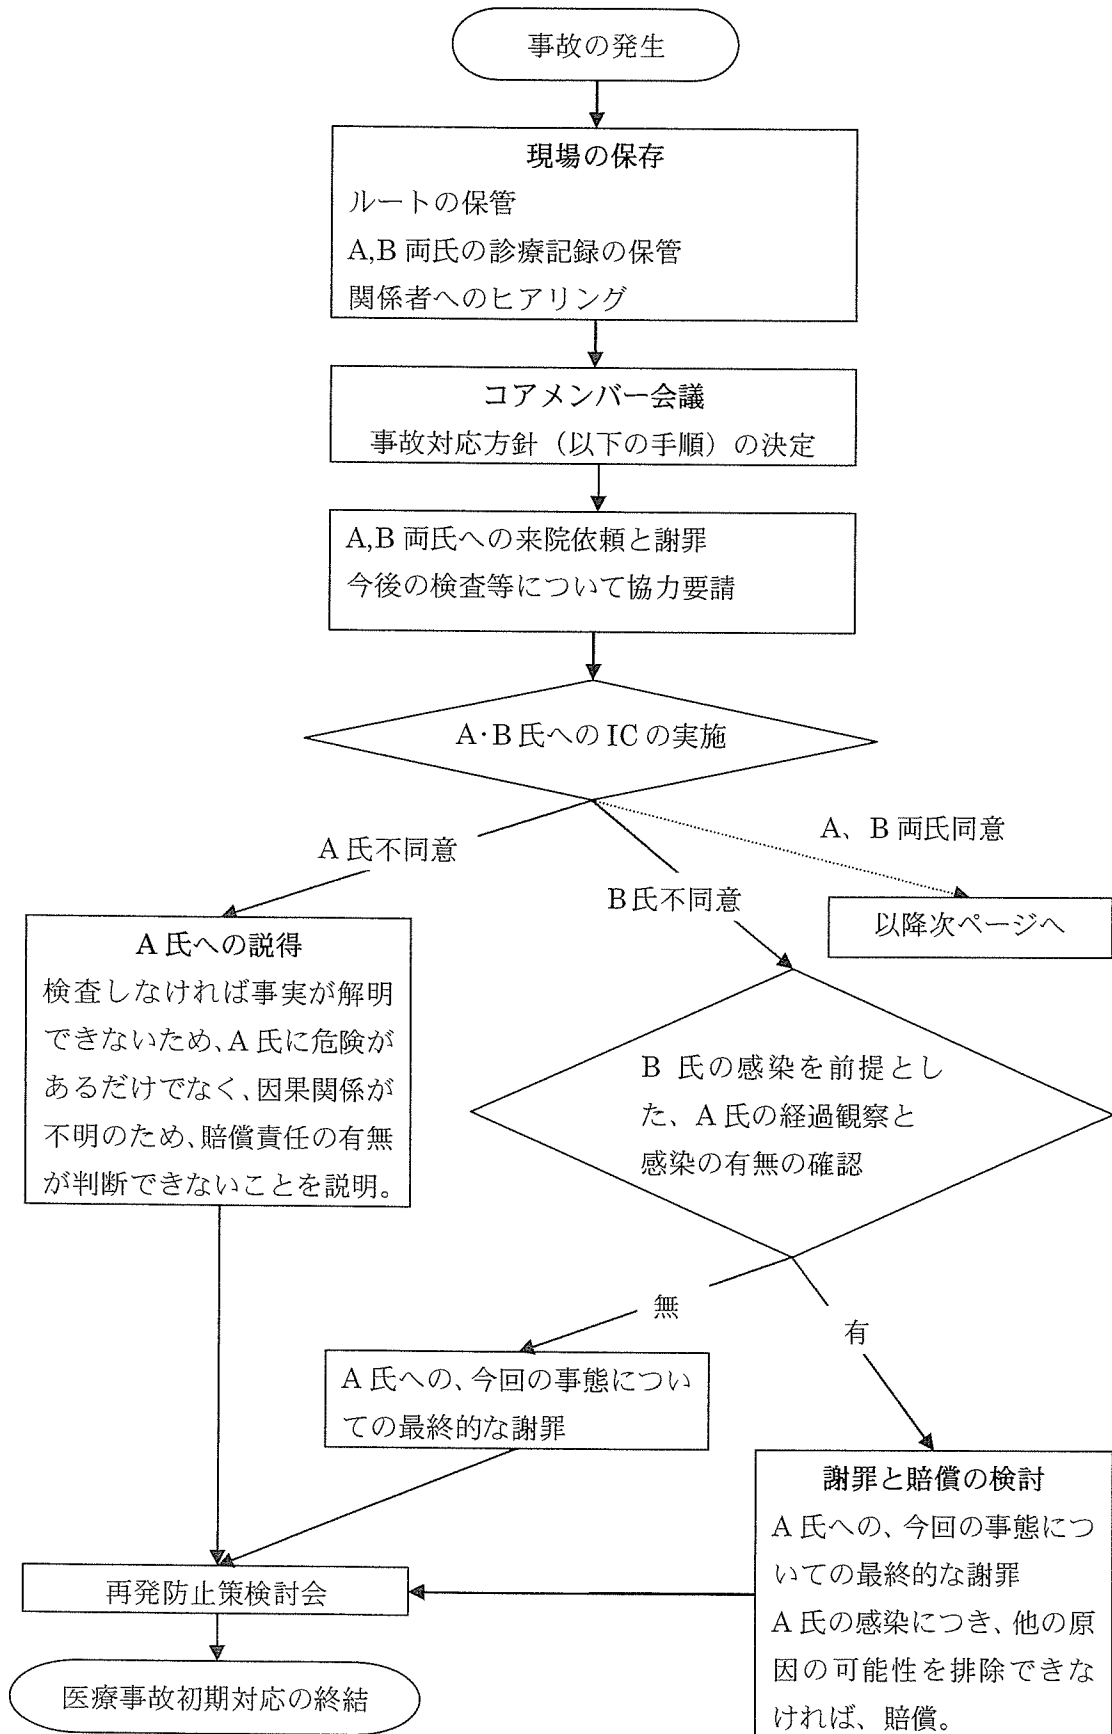 事故の発生
現場の保存
ルートの保管
A,B 両氏の診療記録の保管
関係者へのヒアリング
コアメンバー会議
事故対応方針（以下の手順）の決定
A,B 両氏への来院依頼と謝罪
今後の検査等について協力要請
A・B 氏への IC の実施
A 氏不同意
B 氏不同意
A、B 両氏同意
以降次ページへ
A 氏への説得
検査しなければ事実が解明
できないため、A 氏に危険が
あるだけでなく、因果関係が
不明のため、賠償責任の有無
が判断できないことを説明。
B 氏の感染を前提とし
た、A 氏の経過観察と
感染の有無の確認
無
有
A 氏への、今回の事態につい
ての最終的な謝罪
謝罪と賠償の検討
A 氏への、今回の事態につ
いての最終的な謝罪
A 氏の感染につき、他の原
因の可能性を排除できな
ければ、賠償。
再発防止策検討会
医療事故初期対応の終結